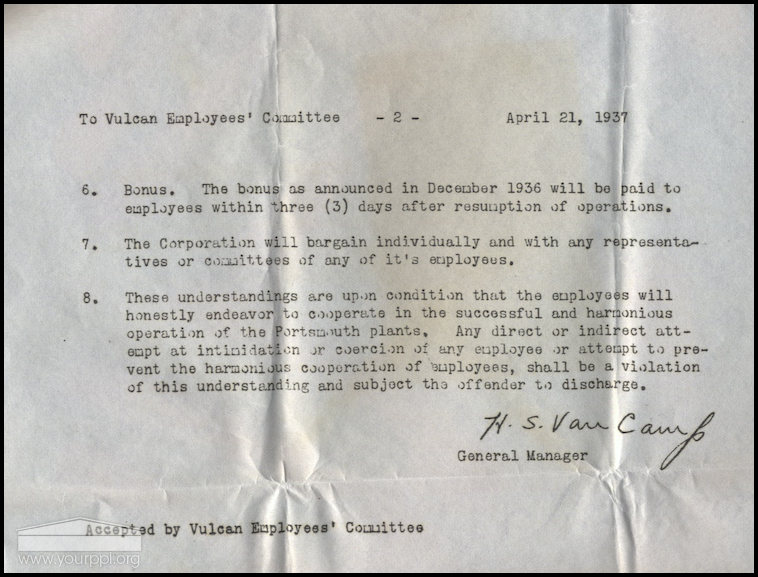 To Vulcan Employees' Committee - 2 - April 21, 1937
6. Bonus. The bonus as announced in December 1936 will be paid to
employees within three (3) days after resumption of operations.
7. The Corporation will bargain individually and with any representa-
tives or committees of any of it's employees.
8. These understandings are upon condition that the employees will
honestly endeavor to cooperate in the successful and harmonious
operation of the Portsmouth plants. Any direct or indirect att-
empt at intimidation or coercion of any employee or attempt to pre-
vent the harmonious cooperation of employees, shall be a violation
of this understanding and subject the offender to discharge.
H. S. Van Camp
General Manager
Accepted by Vulcan Employees' Committee
www.yourppl.org